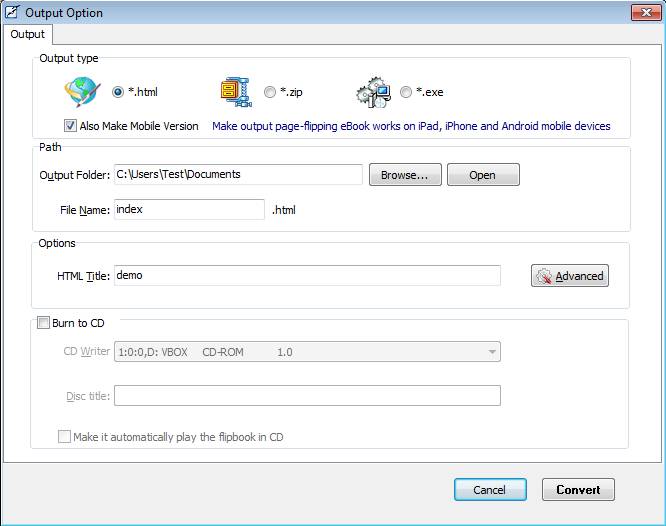 Output Option
Output
Output type
*.html *.zip *.exe
Also Make Mobile Version Make output page-flipping eBook works on iPad, iPhone and Android mobile devices
Path
Output Folder: C:\Users\Test\Documents Browse... Open
File Name: index .html
Options
HTML Title: demo Advanced
Burn to CD
CD Writer 1:0:0,D: VBOX CD-ROM 1.0
Disc title:
Make it automatically play the flipbook in CD
Cancel Convert